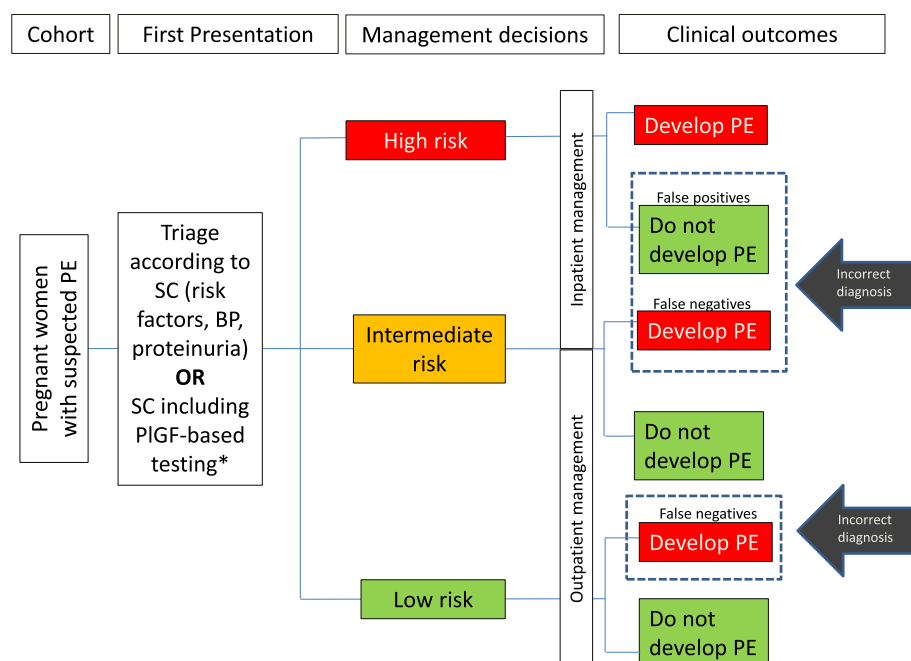 Cohort
First Presentation
Management decisions
Clinical outcomes
Pregnant women
with suspected PE
Triage
according to
SC (risk
factors, BP,
proteinuria)
OR
SC including
PlGF-based
testing*
High risk
Intermediate
risk
Low risk
Inpatient management
Outpatient management
Develop PE
False positives
Do not
develop PE
False negatives
Develop PE
Incorrect
diagnosis
Do not
develop PE
False negatives
Develop PE
Incorrect
diagnosis
Do not
develop PE